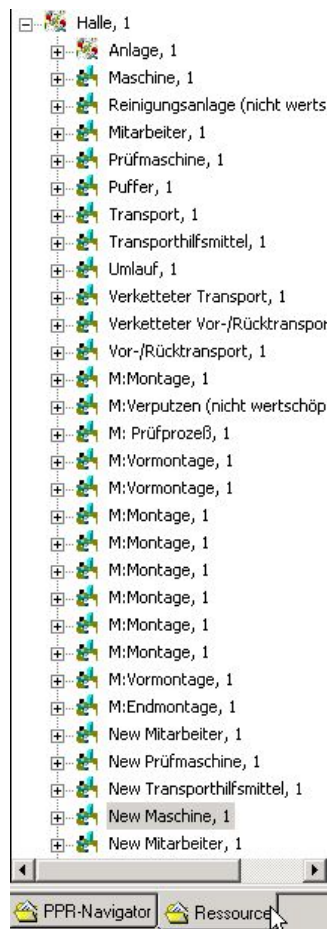 Halle, 1
Anlage, 1
Maschine, 1
Reinigungsanlage (nicht werts
Mitarbeiter, 1
Prüfmaschine, 1
Puffer, 1
Transport, 1
Transporthilfsmittel, 1
Umlauf, 1
Verketteter Transport, 1
Verketteter Vor-/Rücktranspor
Vor-/Rücktransport, 1
M:Montage, 1
M:Verputzen (nicht wertschöp
M: Prüfprozeß, 1
M:Vormontage, 1
M:Vormontage, 1
M:Montage, 1
M:Montage, 1
M:Montage, 1
M:Montage, 1
M:Montage, 1
M:Montage, 1
M:Vormontage, 1
M:Endmontage, 1
New Mitarbeiter, 1
New Prüfmaschine, 1
New Transporthilfsmittel, 1
New Maschine, 1
New Mitarbeiter, 1
PPR-Navigator
Ressource